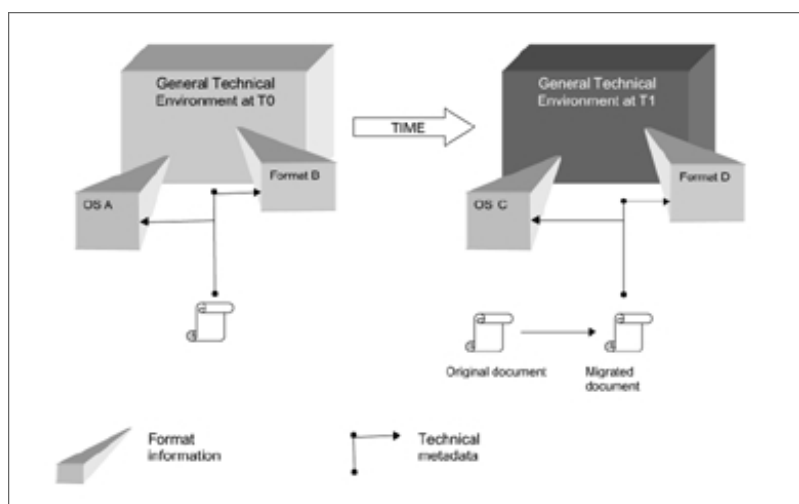 General Technical
Environment at T0
General Technical
Environment at T1
TIME
Format B
Format D
OS A
OS C
Original document
Migrated
document
Format
information
Technical
metadata